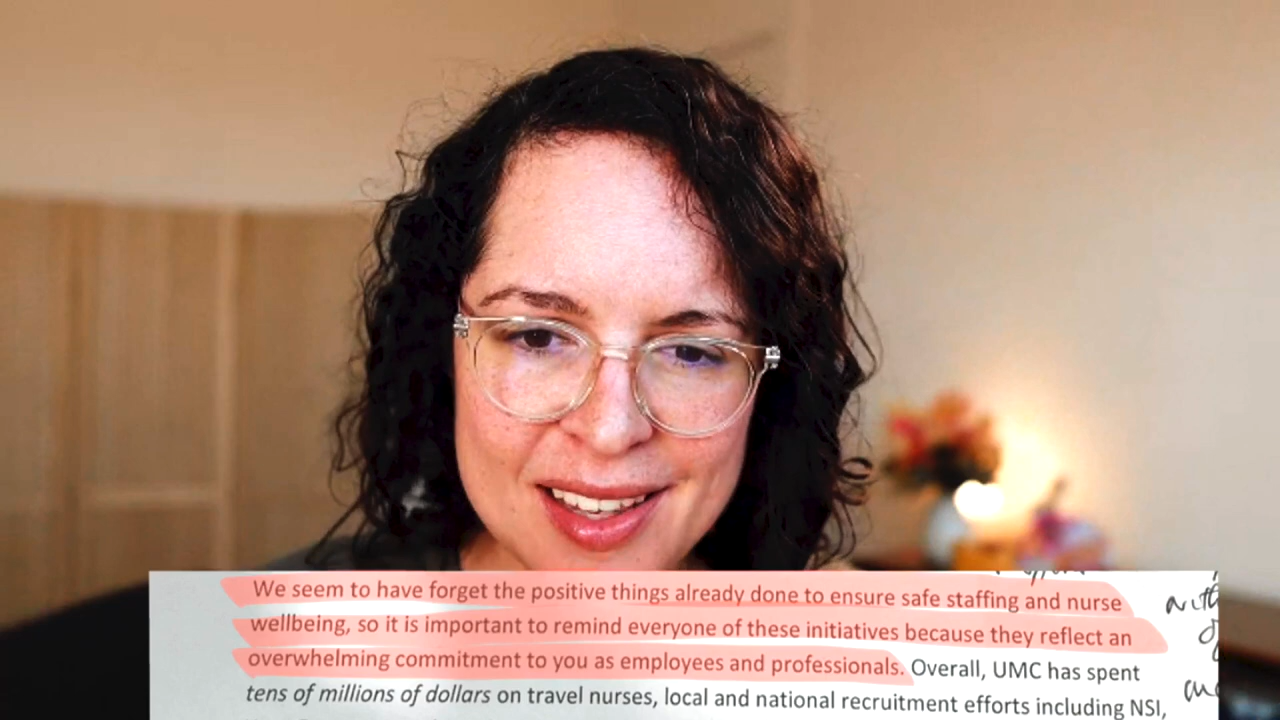 We seem to have forget the positive things already done to ensure safe staffing and nurse
wellbeing, so it is important to remind everyone of these initiatives because they reflect an
overwhelming commitment to you as employees and professionals. Overall, UMC has spent
tens of millions of dollars on travel nurses, local and national recruitment efforts including NSI,
with